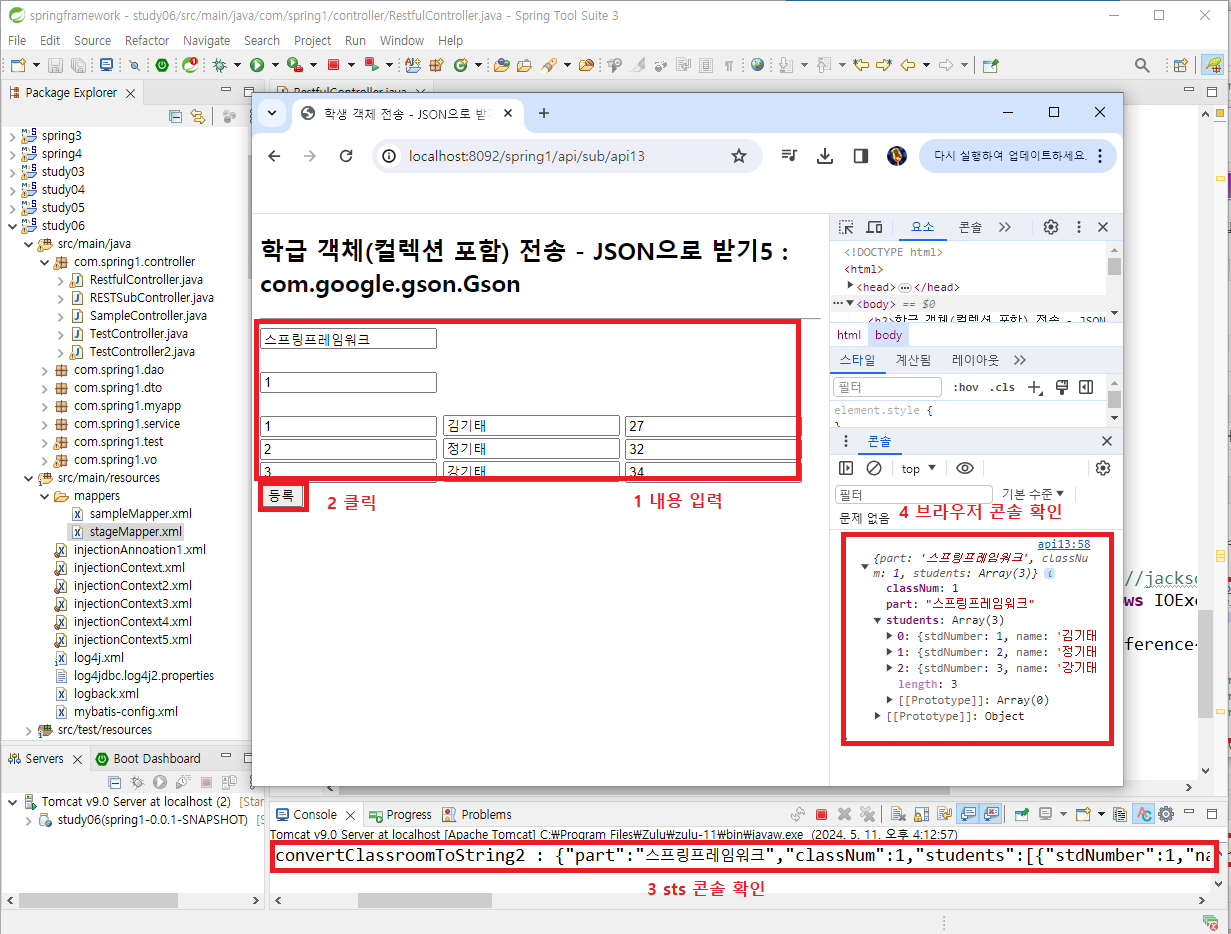 springframework - study06/src/main/java/com/spring1/controller/RestfulController.java - Spring Tool Suite 3
File Edit Source Refactor Navigate Search Project Run Window Help
Package Explorer
RestfulController.java
spring3
spring4
study03
study04
study05
study06
src/main/java
com.spring1.controller
RestfulController.java
RESTSubController.java
SampleController.java
TestController.java
TestController2.java
com.spring1.dao
com.spring1.dto
com.spring1.myapp
com.spring1.service
com.spring1.test
com.spring1.vo
src/main/resources
mappers
sampleMapper.xml
stageMapper.xml
injectionAnnoation1.xml
injectionContext.xml
injectionContext2.xml
injectionContext3.xml
injectionContext4.xml
injectionContext5.xml
log4j.xml
log4jdbc.log4j2.properties
logback.xml
mybatis-config.xml
src/test/resources
학생 객체 전송 - JSON으로 받
localhost:8092/spring1/api/sub/api13
다시 실행하여 업데이트하세요.
학급 객체(컬렉션 포함) 전송 - JSON으로 받기5 :
com.google.gson.Gson
스프링프레임워크
1
1 김기태 27
2 정기태 32
3 강기태 34
등록
2 클릭
1 내용 입력
요소 콘솔
<!DOCTYPE html>
<html>
<head> </head>
<body> == $0
<h2>학급 객체(컬렉션 포함) 전송 - JSON
html body
스타일 계산됨 레이아웃
필터 :hov .cls
element.style {
}
콘솔
top
필터 기본 수준
문제 없음
4 브라우저 콘솔 확인
api13:58
{part: '스프링프레임워크', classNu
m: 1, students: Array(3)} i
classNum: 1
part: "스프링프레임워크"
students: Array(3)
0: {stdNumber: 1, name: '김기태
1: {stdNumber: 2, name: '정기태
2: {stdNumber: 3, name: '강기태
length: 3
[[Prototype]]: Array(0)
[[Prototype]]: Object
//jackso
ws IOExc
ference<
Servers Boot Dashboard
Tomcat v9.0 Server at localhost (2) [Star
study06(spring1-0.0.1-SNAPSHOT) [S
Console Progress Problems
Tomcat v9.0 Server at localhost [Apache Tomcat] C:₩Program Files₩Zulu₩zulu-11₩bin₩javaw.exe (2024. 5. 11. 오후 4:12:57)
convertClassroomToString2 : {"part":"스프링프레임워크","classNum":1,"students":[{"stdNumber":1,"na
3 sts 콘솔 확인